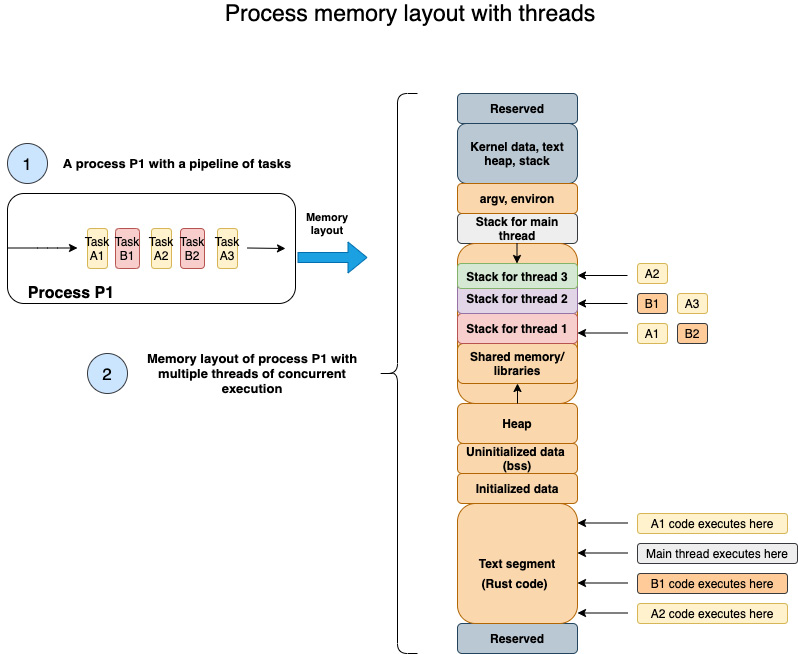 Process memory layout with threads
1
A process P1 with a pipeline of tasks
Task
A1
Task
B1
Task
A2
Task
B2
Task
A3
Process P1
Memory
layout
2
Memory layout of process P1 with
multiple threads of concurrent
execution
Reserved
Kernel data, text
heap, stack
argv, environ
Stack for main
thread
Stack for thread 3
A2
Stack for thread 2
B1
A3
Stack for thread 1
A1
B2
Shared memory/
libraries
Heap
Uninitialized data
(bss)
Initialized data
Text segment
(Rust code)
A1 code executes here
Main thread executes here
B1 code executes here
A2 code executes here
Reserved